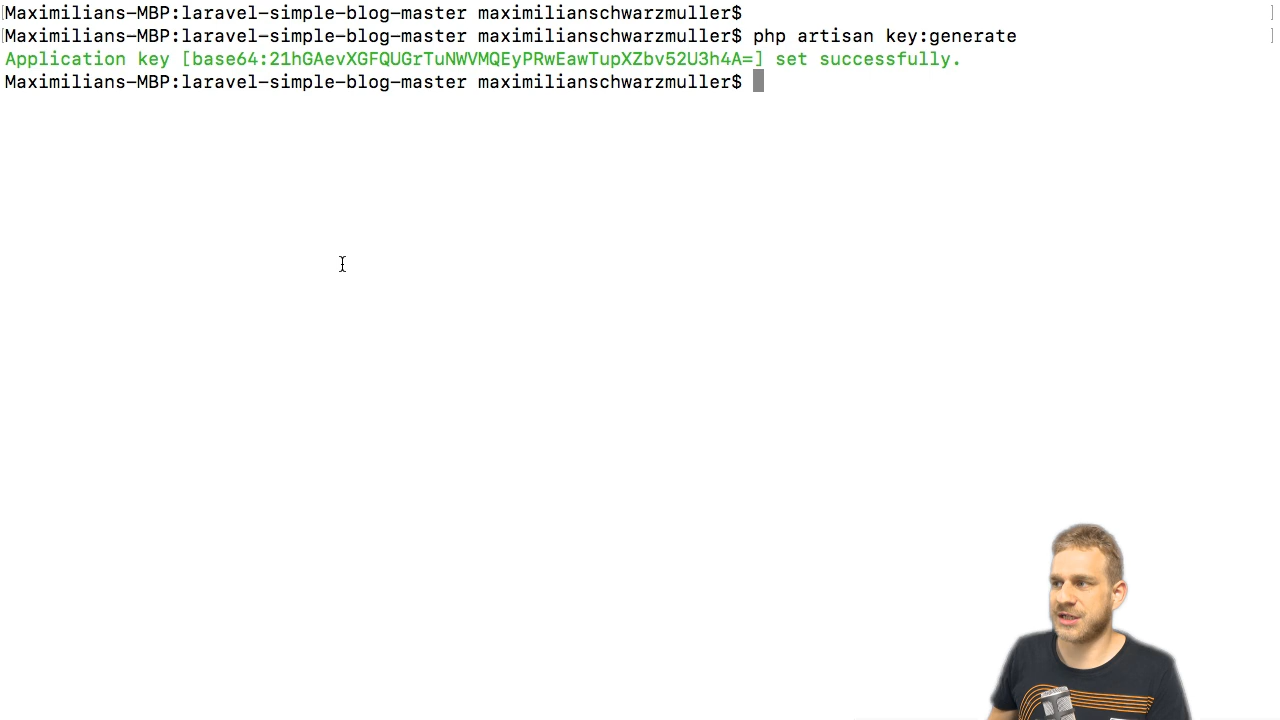 [Maximilians-MBP:laravel-simple-blog-master maximilianschwarzmuller$ ]
[Maximilians-MBP:laravel-simple-blog-master maximilianschwarzmuller$ php artisan key:generate ]
Application key [base64:21hGAevXGFQUGrTuNWVMQEyPRwEawTupXZbv52U3h4A=] set successfully.
Maximilians-MBP:laravel-simple-blog-master maximilianschwarzmuller$